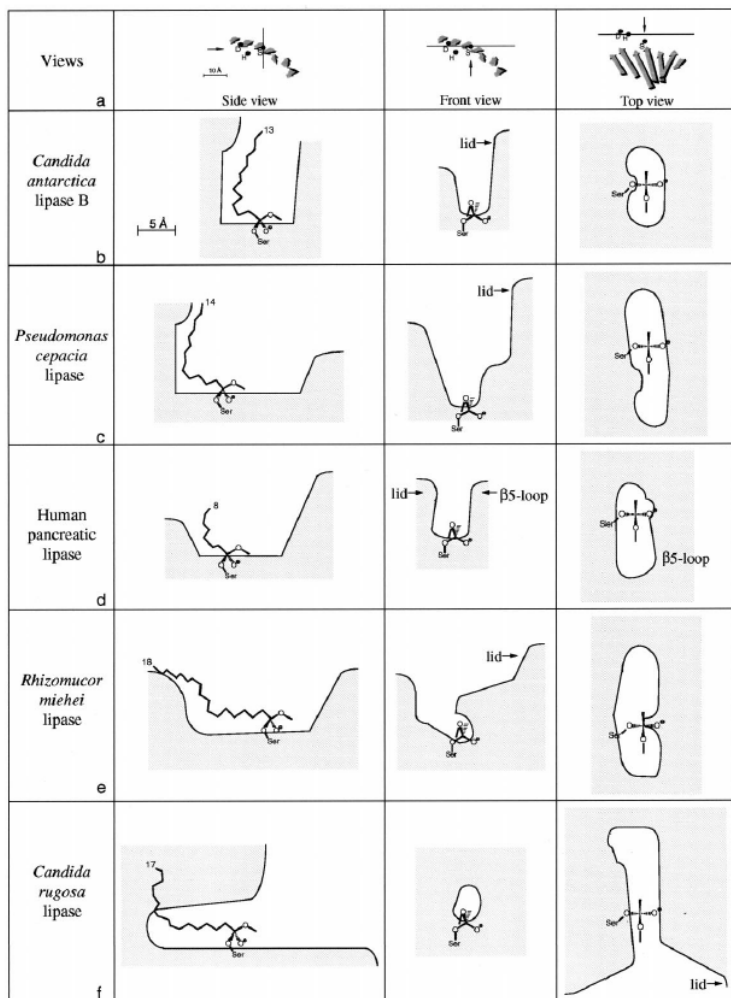 Views
a
D
H
S
10 Å
Side view
D
H
S
Front view
D
H
S
Top view
Candida
antarctica
lipase B
b
5 Å
13
O
O
Ser
lid
O
O
O
Ser
Ser
O
O
O
Pseudomonas
cepacia
lipase
c
14
O
O
O
Ser
lid
O
O
O
Ser
Ser
O
O
O
Human
pancreatic
lipase
d
8
O
O
O
Ser
lid
β5-loop
O
O
O
Ser
Ser
O
O
O
β5-loop
Rhizomucor
miehei
lipase
e
18
O
O
O
Ser
lid
O
O
O
Ser
Ser
O
O
O
Candida
rugosa
lipase
f
17
O
O
O
Ser
O
O
O
Ser
Ser
O
O
O
lid